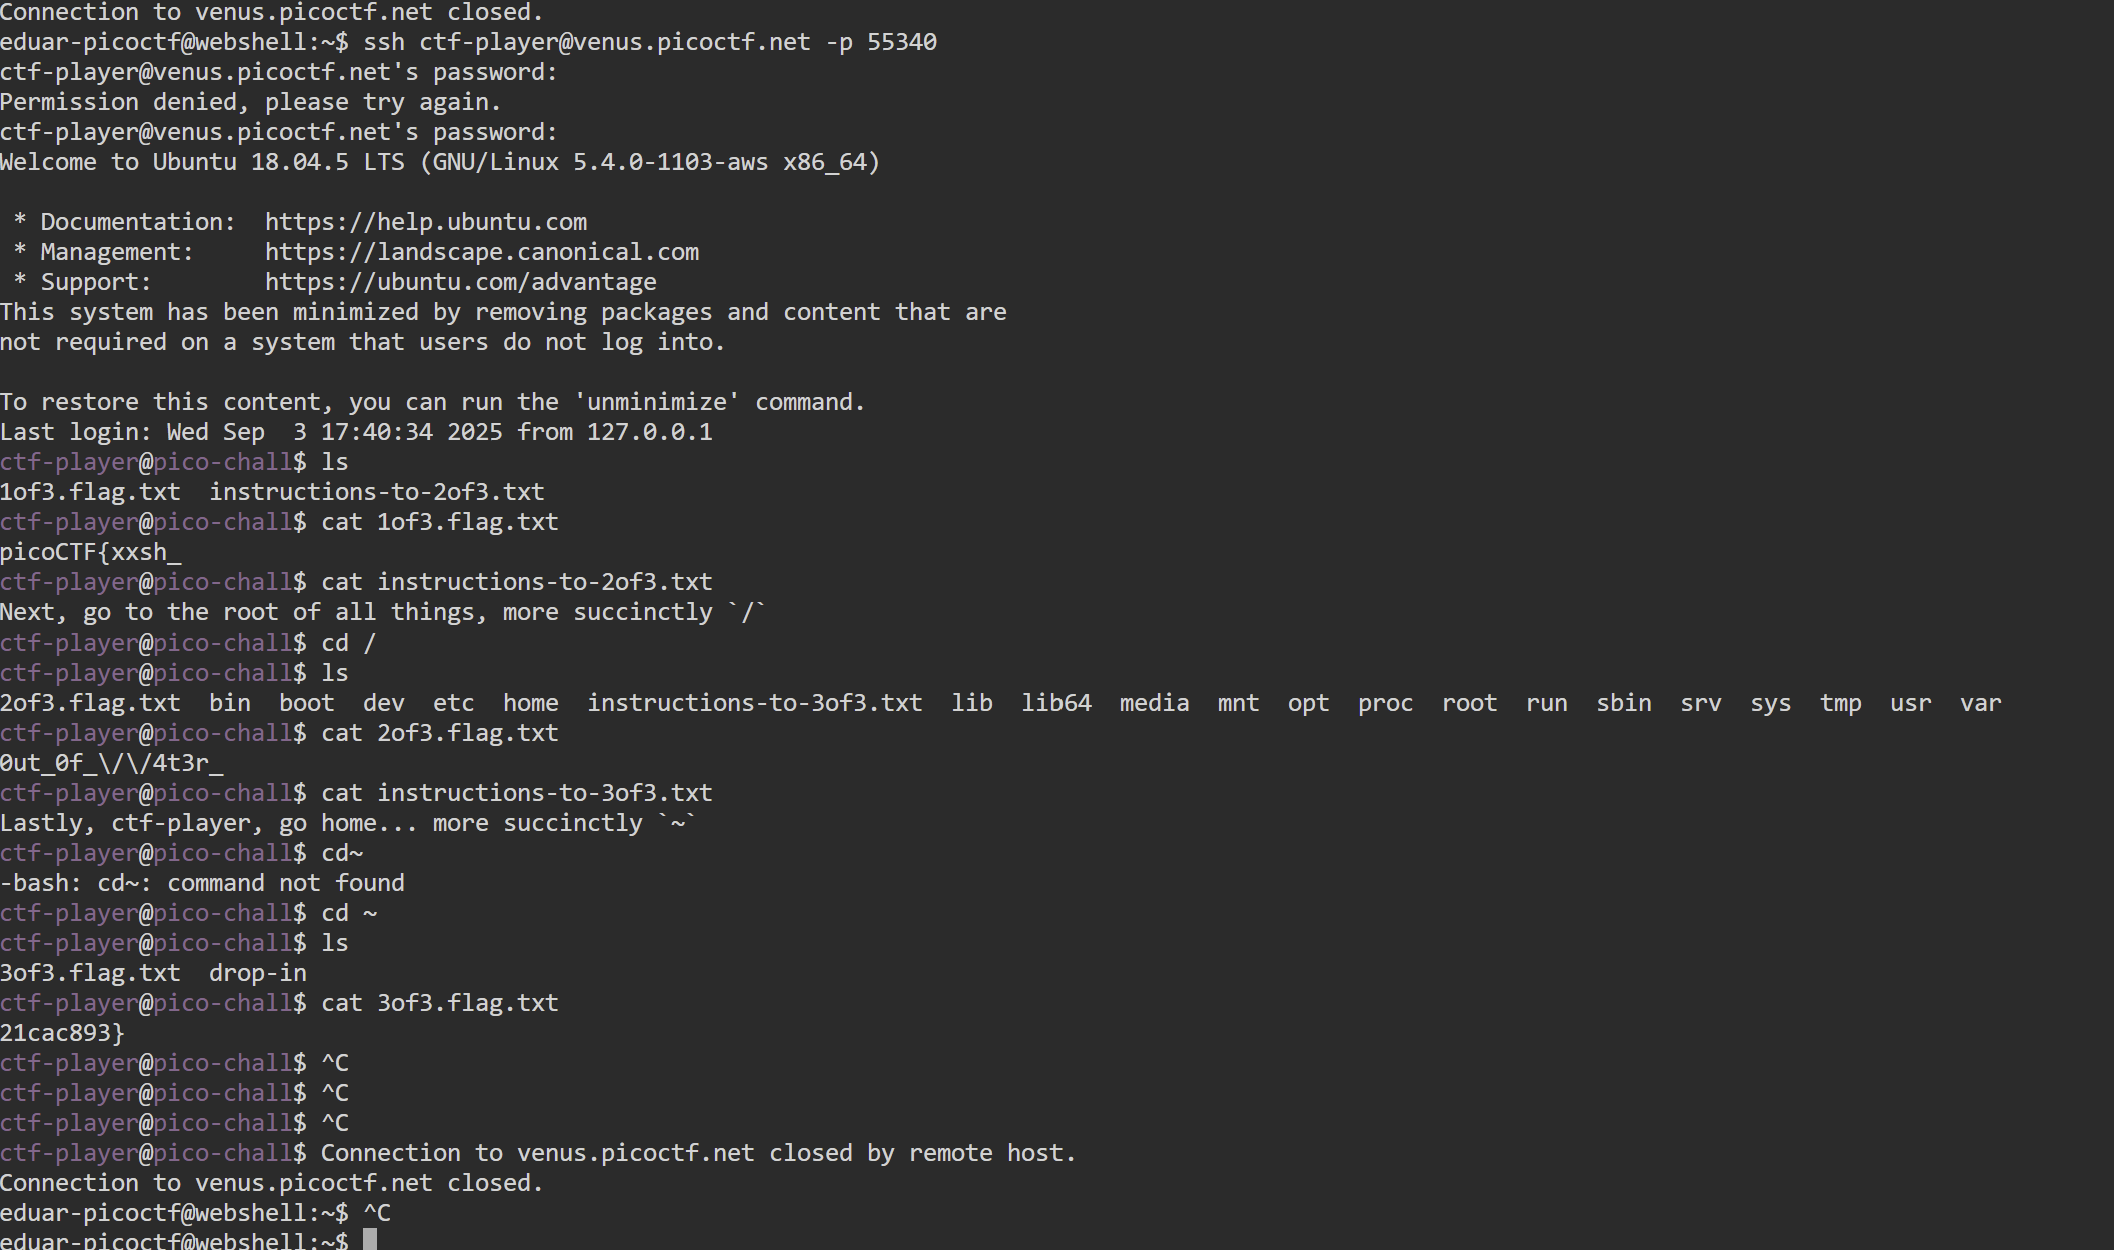 Connection to venus.picoctf.net closed.
eduar-picoctf@webshell:~$ ssh ctf-player@venus.picoctf.net -p 55340
ctf-player@venus.picoctf.net's password:
Permission denied, please try again.
ctf-player@venus.picoctf.net's password:
Welcome to Ubuntu 18.04.5 LTS (GNU/Linux 5.4.0-1103-aws x86_64)

 * Documentation:  https://help.ubuntu.com
 * Management:     https://landscape.canonical.com
 * Support:        https://ubuntu.com/advantage
This system has been minimized by removing packages and content that are
not required on a system that users do not log into.

To restore this content, you can run the 'unminimize' command.
Last login: Wed Sep  3 17:40:34 2025 from 127.0.0.1
ctf-player@pico-chall$ ls
1of3.flag.txt  instructions-to-2of3.txt
ctf-player@pico-chall$ cat 1of3.flag.txt
picoCTF{xxsh_
ctf-player@pico-chall$ cat instructions-to-2of3.txt
Next, go to the root of all things, more succinctly `/`
ctf-player@pico-chall$ cd /
ctf-player@pico-chall$ ls
2of3.flag.txt  bin  boot  dev  etc  home  instructions-to-3of3.txt  lib  lib64  media  mnt  opt  proc  root  run  sbin  srv  sys  tmp  usr  var
ctf-player@pico-chall$ cat 2of3.flag.txt
0ut_0f_\/\/4t3r_
ctf-player@pico-chall$ cat instructions-to-3of3.txt
Lastly, ctf-player, go home... more succinctly `~`
ctf-player@pico-chall$ cd~
-bash: cd~: command not found
ctf-player@pico-chall$ cd ~
ctf-player@pico-chall$ ls
3of3.flag.txt  drop-in
ctf-player@pico-chall$ cat 3of3.flag.txt
21cac893}
ctf-player@pico-chall$ ^C
ctf-player@pico-chall$ ^C
ctf-player@pico-chall$ ^C
ctf-player@pico-chall$ Connection to venus.picoctf.net closed by remote host.
Connection to venus.picoctf.net closed.
eduar-picoctf@webshell:~$ ^C
eduar-picoctf@webshell:~$